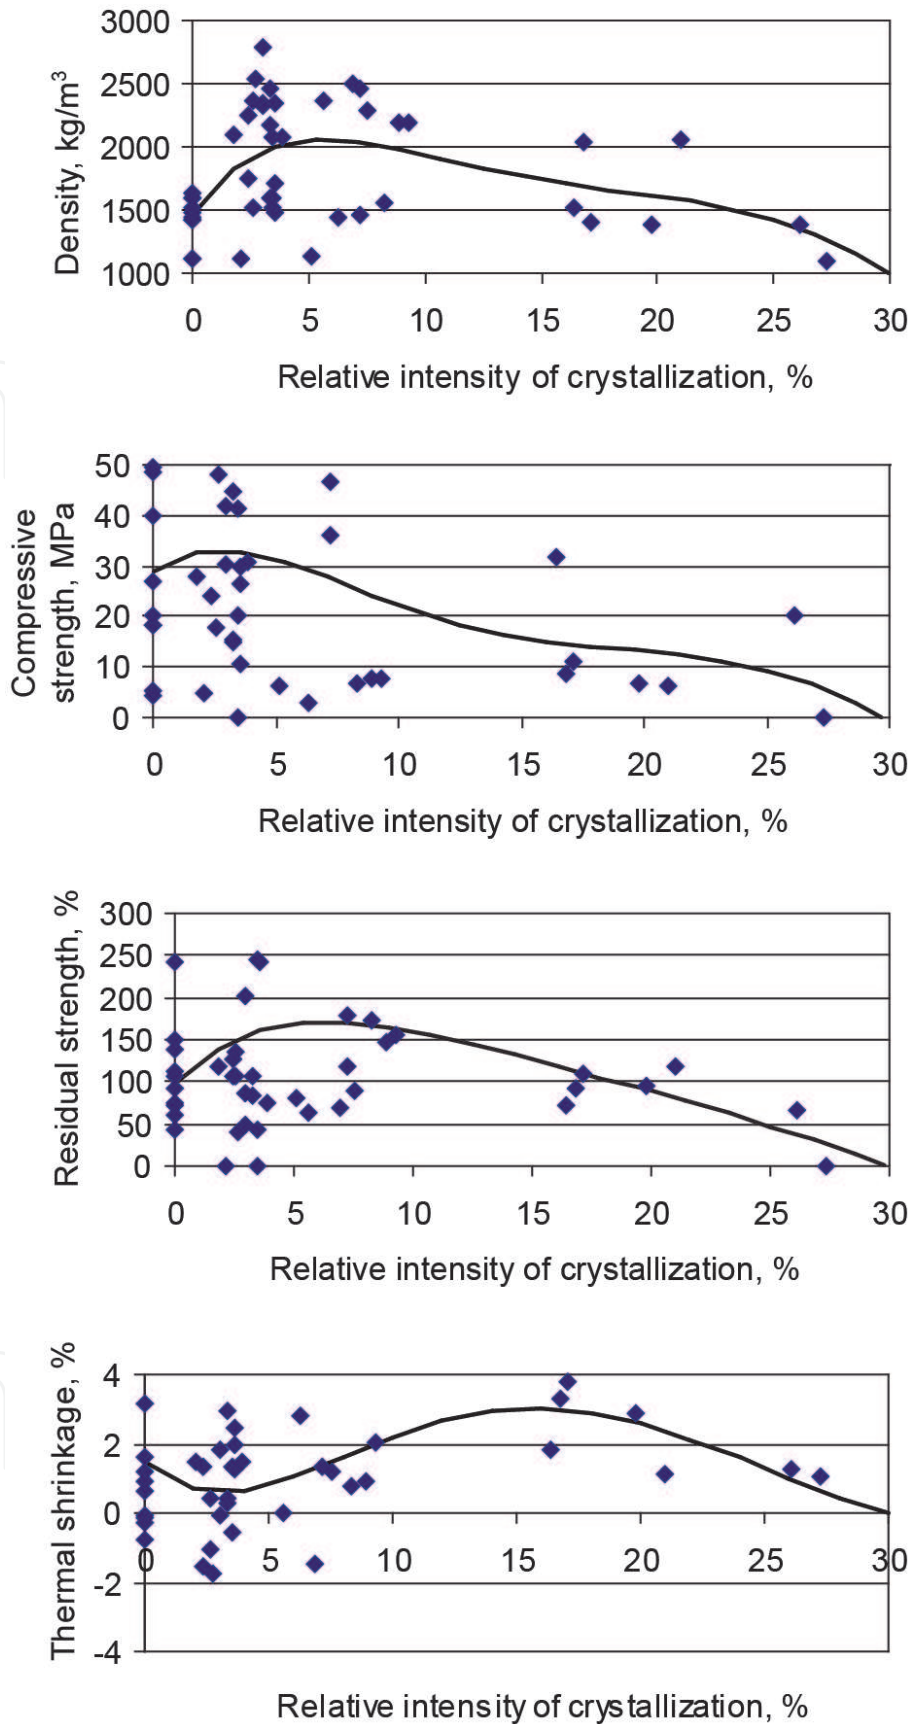 Density, kg/m³
3000
2500
2000
1500
1000
0 5 10 15 20 25 30
Relative intensity of crystallization, %
Compressive
strength, MPa
50
40
30
20
10
0
0 5 10 15 20 25 30
Relative intensity of crystallization, %
Residual strength, %
300
250
200
150
100
50
0
0 5 10 15 20 25 30
Relative intensity of crystallization, %
Thermal shrinkage, %
4
2
0
0 5 10 15 20 25 30
-2
-4
Relative intensity of crystallization, %